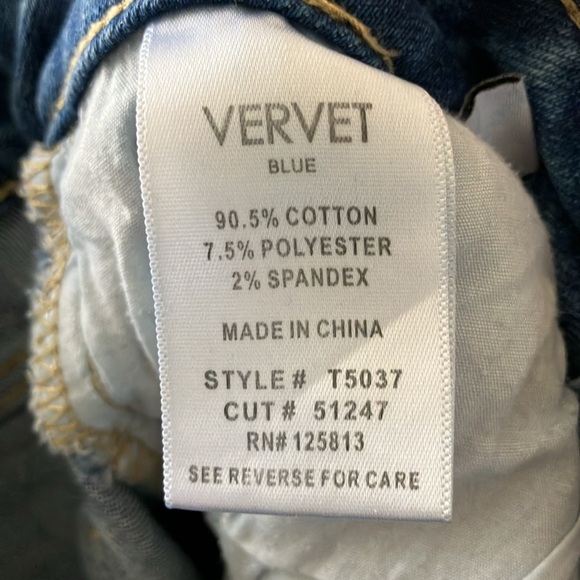 VERVET
BLUE
90.5% COTTON
7.5% POLYESTER
2% SPANDEX
MADE IN CHINA
STYLE# T5037
CUT# 51247
RN# 125813
SEE REVERSE FOR CARE